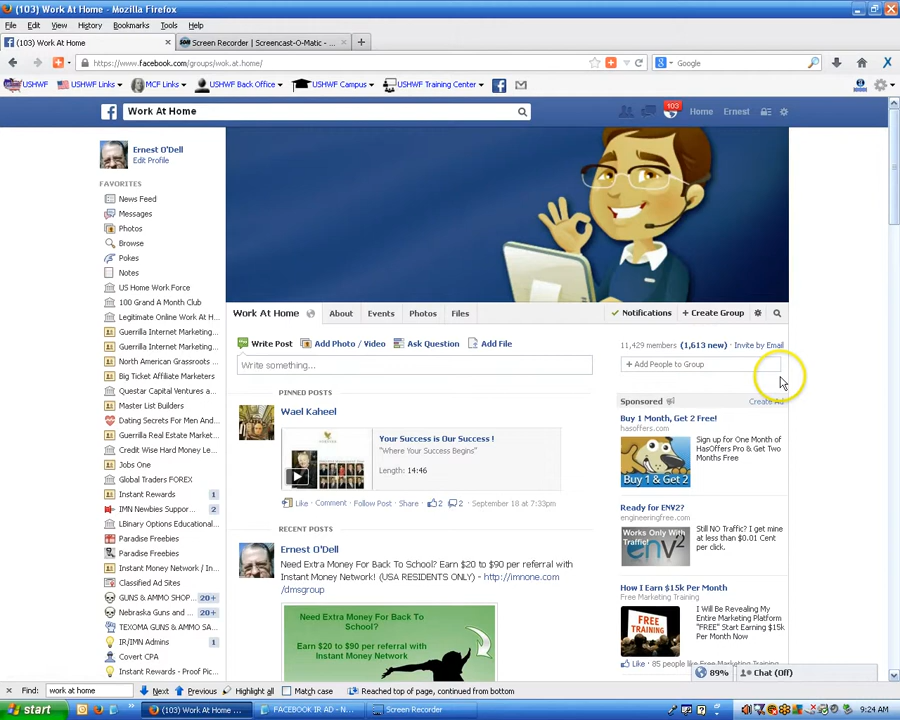 (103) Work At Home - Mozilla Firefox
File Edit View History Bookmarks Tools Help
(103) Work At Home
Screen Recorder | Screencast-O-Matic - ...
https://www.facebook.com/groups/wok.at.home/
Google
USHWF
USHWF Links
MCF Links
USHWF Back Office
USHWF Campus
USHWF Training Center
Work At Home
103
Home
Ernest
Ernest O'Dell
Edit Profile
FAVORITES
News Feed
Messages
Photos
Browse
Pokes
Notes
US Home Work Force
100 Grand A Month Club
Legitimate Online Work At H...
Guerrilla Internet Marketing...
Guerrilla Internet Marketing...
North American Grassroots ...
Big Ticket Affiliate Marketers
Questar Capital Ventures an...
Master List Builders
Dating Secrets For Men And...
Guerrilla Real Estate Market...
Credit Wise Hard Money Le...
Jobs One
Global Traders FOREX
Instant Rewards 1
IMN Newbies Suppor... 2
LBinary Options Educational...
Paradise Freebies
Paradise Freebies
Instant Money Network / In...
Classified Ad Sites
GUNS & AMMO SHOP... 20+
Nebraska Guns and ... 20+
TEXOMA GUNS & AMMO SA...
IR/IMN Admins 1
Covert CPA
Instant Rewards - Proof Pic...
Work At Home
About
Events
Photos
Files
Notifications
+ Create Group
Write Post
Add Photo / Video
Ask Question
Add File
Write something...
PINNED POSTS
Wael Kaheel
Your Success is Our Success !
"Where Your Success Begins"
Length: 14:46
Like · Comment · Follow Post · Share · 2 2 · September 18 at 7:33pm
RECENT POSTS
Ernest O'Dell
Need Extra Money For Back To School? Earn $20 to $90 per referral with
Instant Money Network! (USA RESIDENTS ONLY) - http://imnone.com
/dmsgroup
Need Extra Money For Back To
School?
Earn $20 to $90 per referral with
Instant Money Network
11,429 members (1,613 new) · Invite by Email
+ Add People to Group
Sponsored
Create Ad
Buy 1 Month, Get 2 Free!
hasoffers.com
Buy 1 & Get 2
Sign up for One Month of
HasOffers Pro & Get Two
Months Free
Ready for ENV2?
engineeringfree.com
Works Only With
Traffic!
env2
Still NO Traffic? I get mine
at less than $0.01 Cent
per click.
How I Earn $15k Per Month
Free Marketing Training
FREE
TRAINING
I Will Be Revealing My
Entire Marketing Platform
"FREE" Start Earning $15k
Per Month Now
Like · 85 people like Free Marketing
89%
Chat (Off)
Find: work at home
Next
Previous
Highlight all
Match case
Reached top of page, continued from bottom
start
(103) Work At Home ...
FACEBOOK IR AD - N...
Screen Recorder
9:24 AM